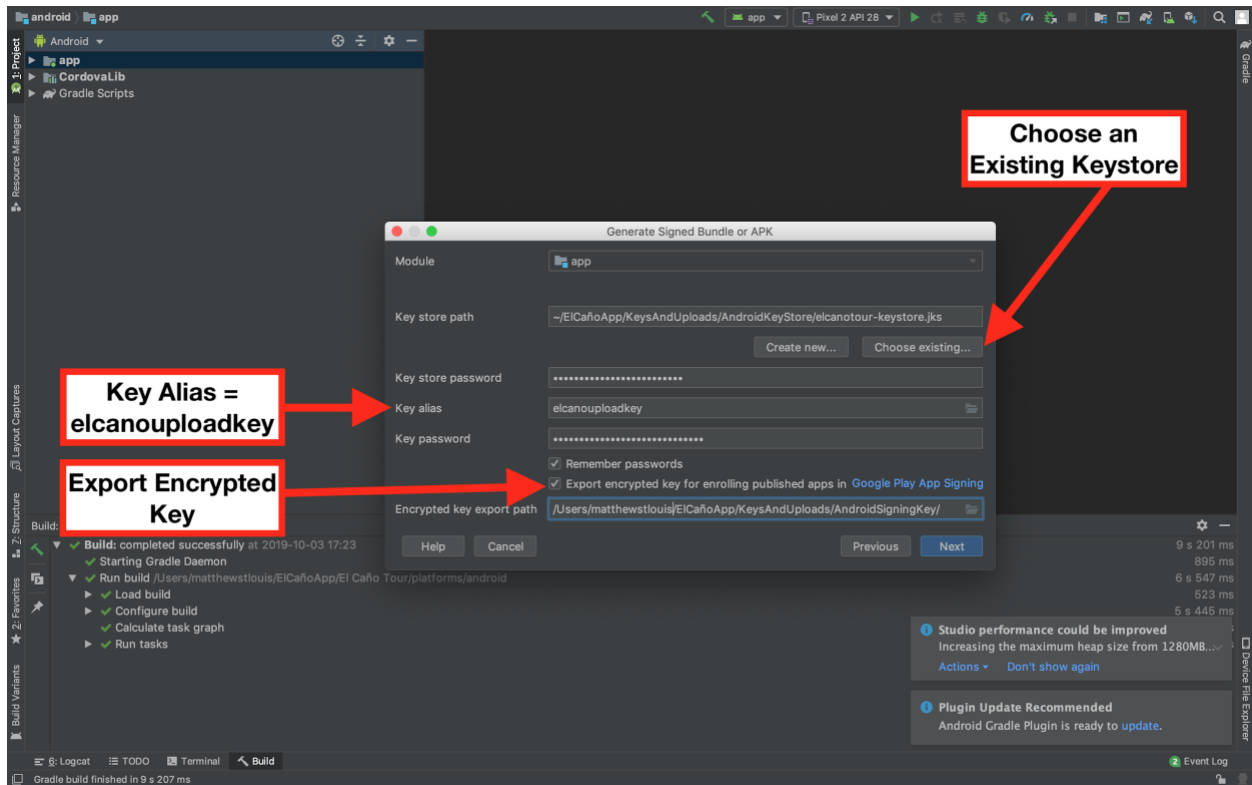 android app
app Pixel 2 API 28
1: Project
Resource Manager
Layout Captures
Z: Structure
2: Favorites
Build Variants
Android
app
CordovaLib
Gradle Scripts
Gradle
Device File Explorer
Choose an
Existing Keystore
Key Alias =
elcanouploadkey
Export Encrypted
Key
Generate Signed Bundle or APK
Module app
Key store path ~/ElCañoApp/KeysAndUploads/AndroidKeyStore/elcanotour-keystore.jks
Create new... Choose existing...
Key store password
Key alias elcanouploadkey
Key password
Remember passwords
Export encrypted key for enrolling published apps in Google Play App Signing
Encrypted key export path /Users/matthewstlouis/ElCañoApp/KeysAndUploads/AndroidSigningKey/
Help Cancel Previous Next
Build:
Build: completed successfully at 2019-10-03 17:23 9 s 201 ms
Starting Gradle Daemon 895 ms
Run build /Users/matthewstlouis/ElCañoApp/El Caño Tour/platforms/android 6 s 547 ms
Load build 523 ms
Configure build 5 s 445 ms
Calculate task graph
Run tasks
Studio performance could be improved
Increasing the maximum heap size from 1280MB...
Actions Don't show again
Plugin Update Recommended
Android Gradle Plugin is ready to update.
6: Logcat TODO Terminal Build 2 Event Log
Gradle build finished in 9 s 207 ms